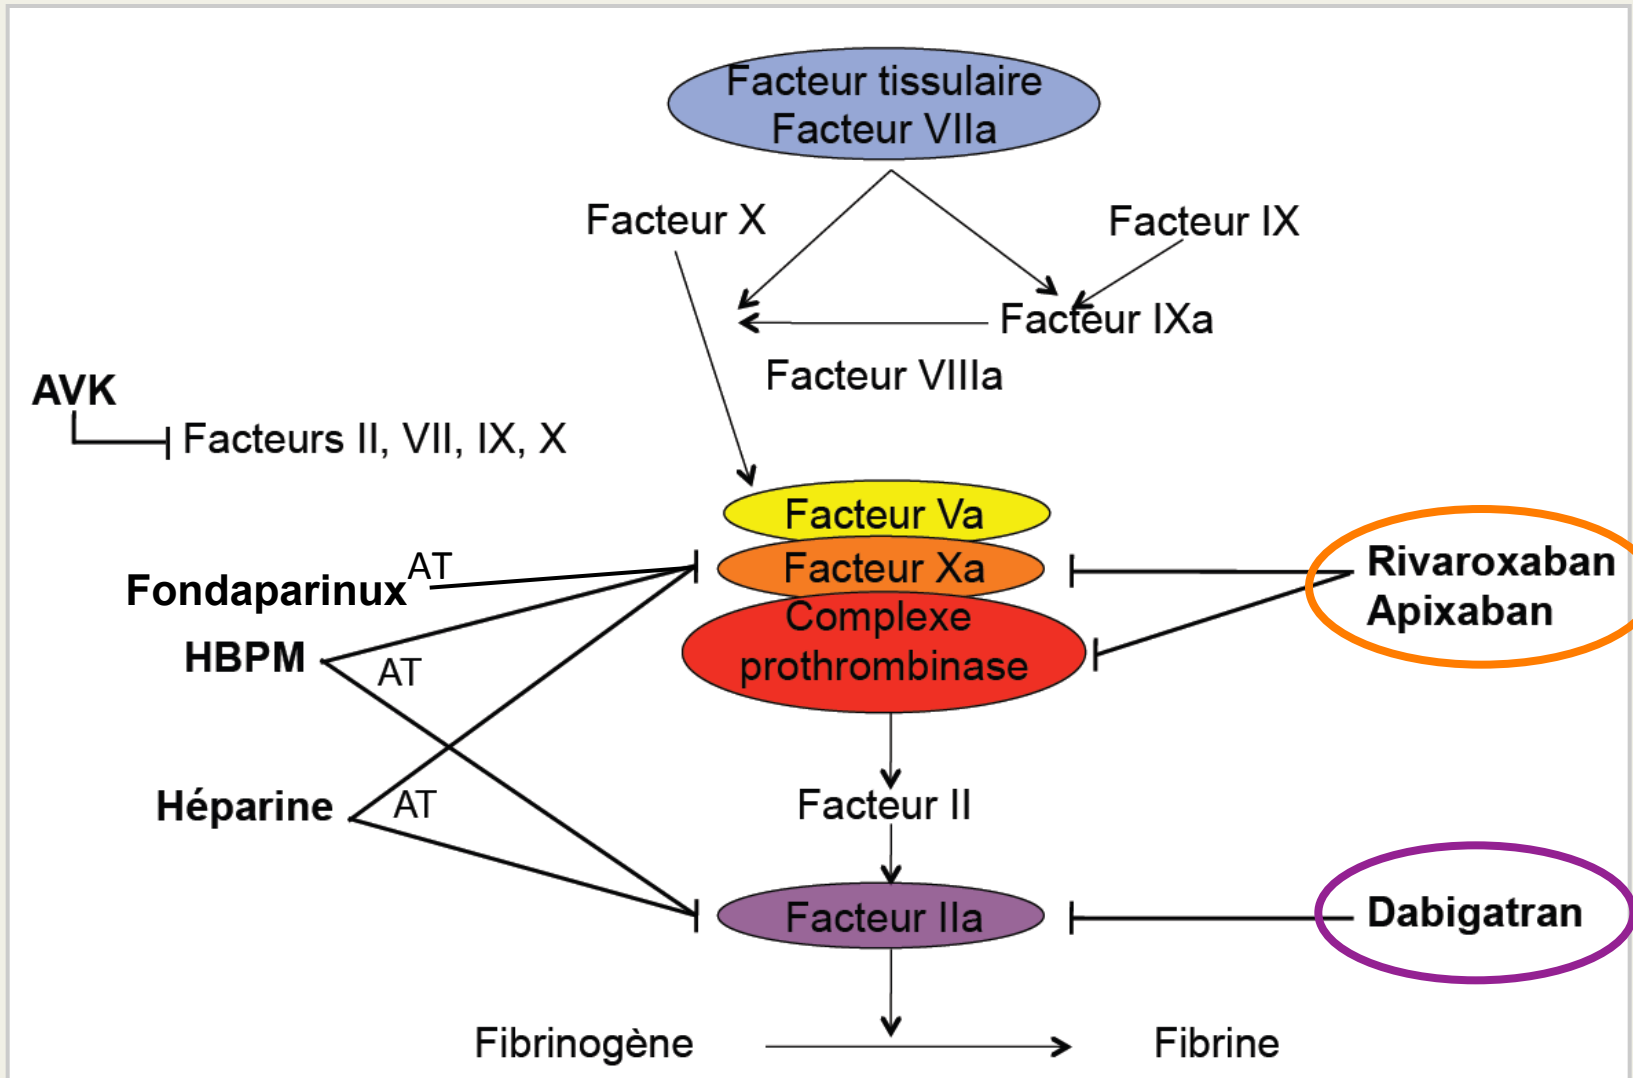 Facteur tissulaire
Facteur VIIa
Facteur X
Facteur IX
Facteur IXa
Facteur VIIIa
AVK
Facteurs II, VII, IX, X
Facteur Va
Fondaparinux
AT
Facteur Xa
Rivaroxaban
Apixaban
HBPM
AT
Complexe
prothrombinase
Héparine
AT
Facteur II
Facteur IIa
Dabigatran
Fibrinogène
Fibrine